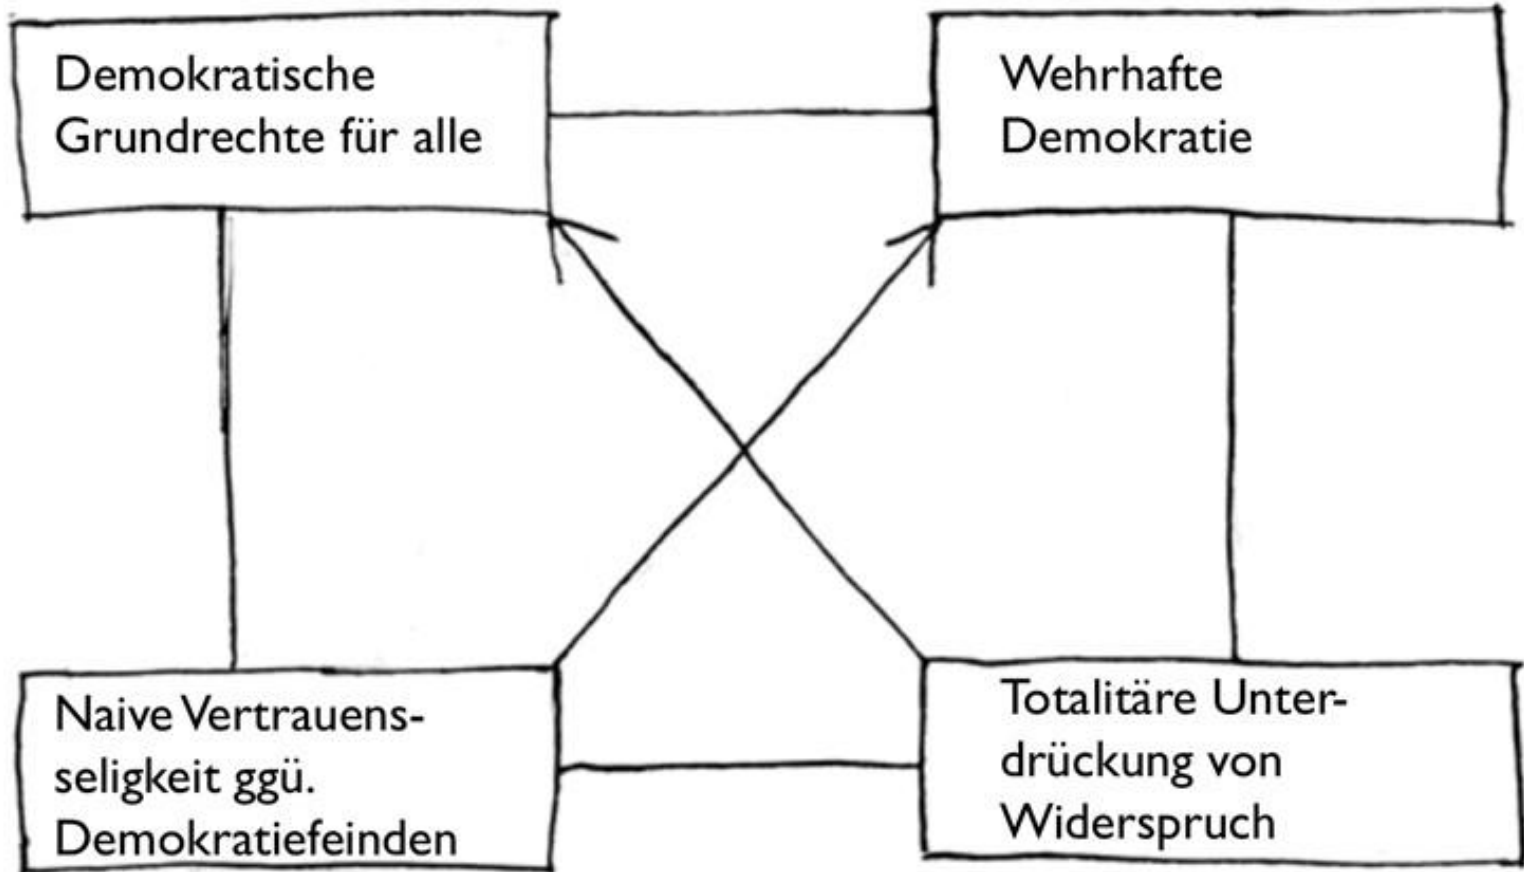 Demokratische
Grundrechte für alle
Wehrhafte
Demokratie
Naive Vertrauens-
seligkeit ggü.
Demokratiefeinden
Totalitäre Unter-
drückung von
Widerspruch